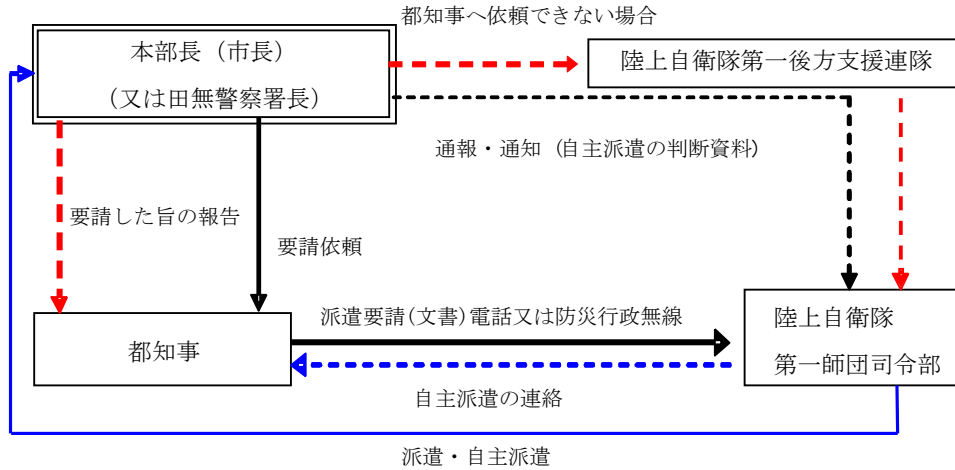 都知事へ依頼できない場合
本部長（市長）
（又は田無警察署長）
陸上自衛隊第一後方支援連隊
通報・通知（自主派遣の判断資料）
要請した旨の報告
要請依頼
派遣要請(文書)電話又は防災行政無線
都知事
陸上自衛隊
第一師団司令部
自主派遣の連絡
派遣・自主派遣